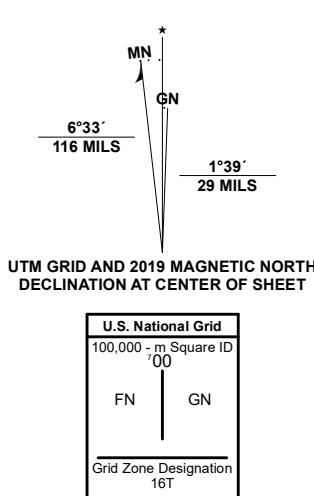 ★
MN
GN
6°33´
116 MILS
1°39´
29 MILS
UTM GRID AND 2019 MAGNETIC NORTH
DECLINATION AT CENTER OF SHEET
U.S. National Grid
100,000 - m Square ID
⁷00
FN GN
Grid Zone Designation
16T